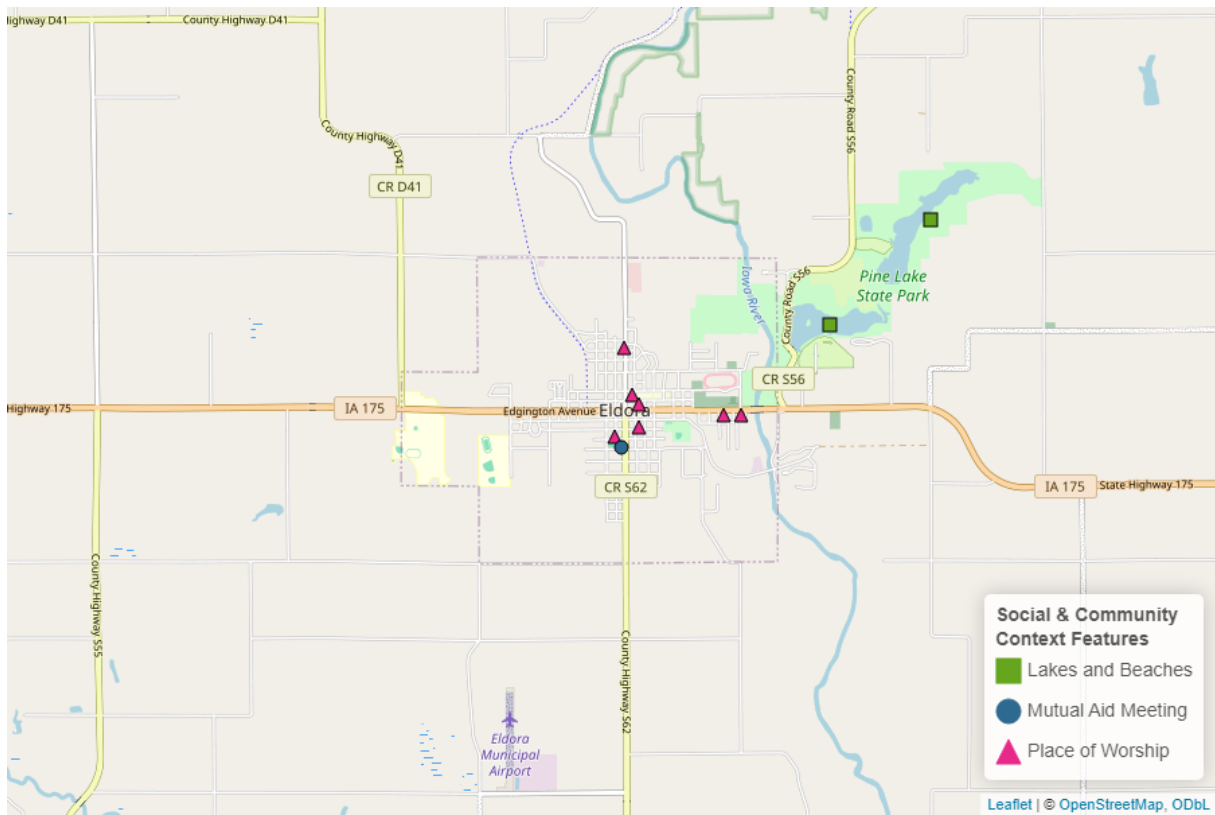 ighway D41
County Highway D41
County Highway D41
CR D41
County Road S56
Pine Lake
State Park
County Road S56
Iowa River
CR S56
Highway 175
IA 175
Edgington Avenue
Eldora
CR S62
IA 175
State Highway 175
County Highway S55
County Highway S62
Eldora
Municipal
Airport
Social & Community
Context Features
Lakes and Beaches
Mutual Aid Meeting
Place of Worship
Leaflet | © OpenStreetMap, ODbL